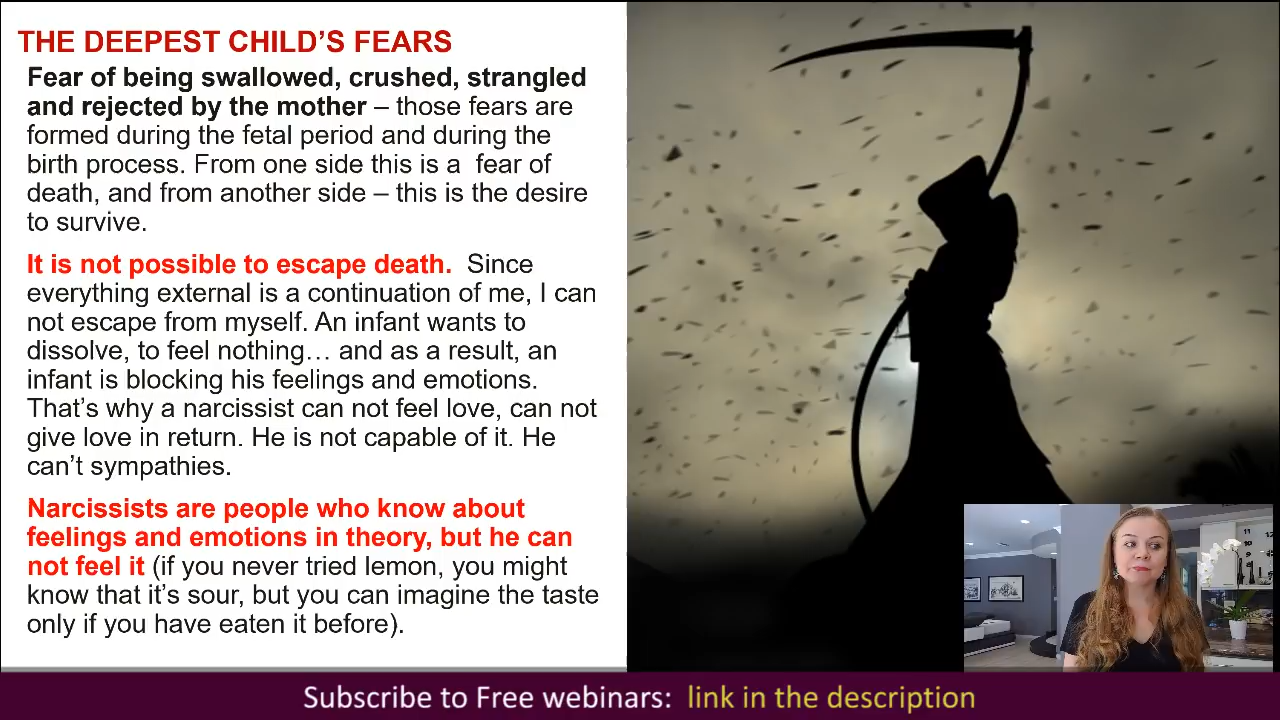 THE DEEPEST CHILD’S FEARS
Fear of being swallowed, crushed, strangled
and rejected by the mother – those fears are
formed during the fetal period and during the
birth process. From one side this is a  fear of
death, and from another side – this is the desire
to survive.
It is not possible to escape death.  Since
everything external is a continuation of me, I can
not escape from myself. An infant wants to
dissolve, to feel nothing… and as a result, an
infant is blocking his feelings and emotions.
That’s why a narcissist can not feel love, can not
give love in return. He is not capable of it. He
can’t sympathies.
Narcissists are people who know about
feelings and emotions in theory, but he can
not feel it (if you never tried lemon, you might
know that it’s sour, but you can imagine the taste
only if you have eaten it before).
Subscribe to Free webinars:  link in the description